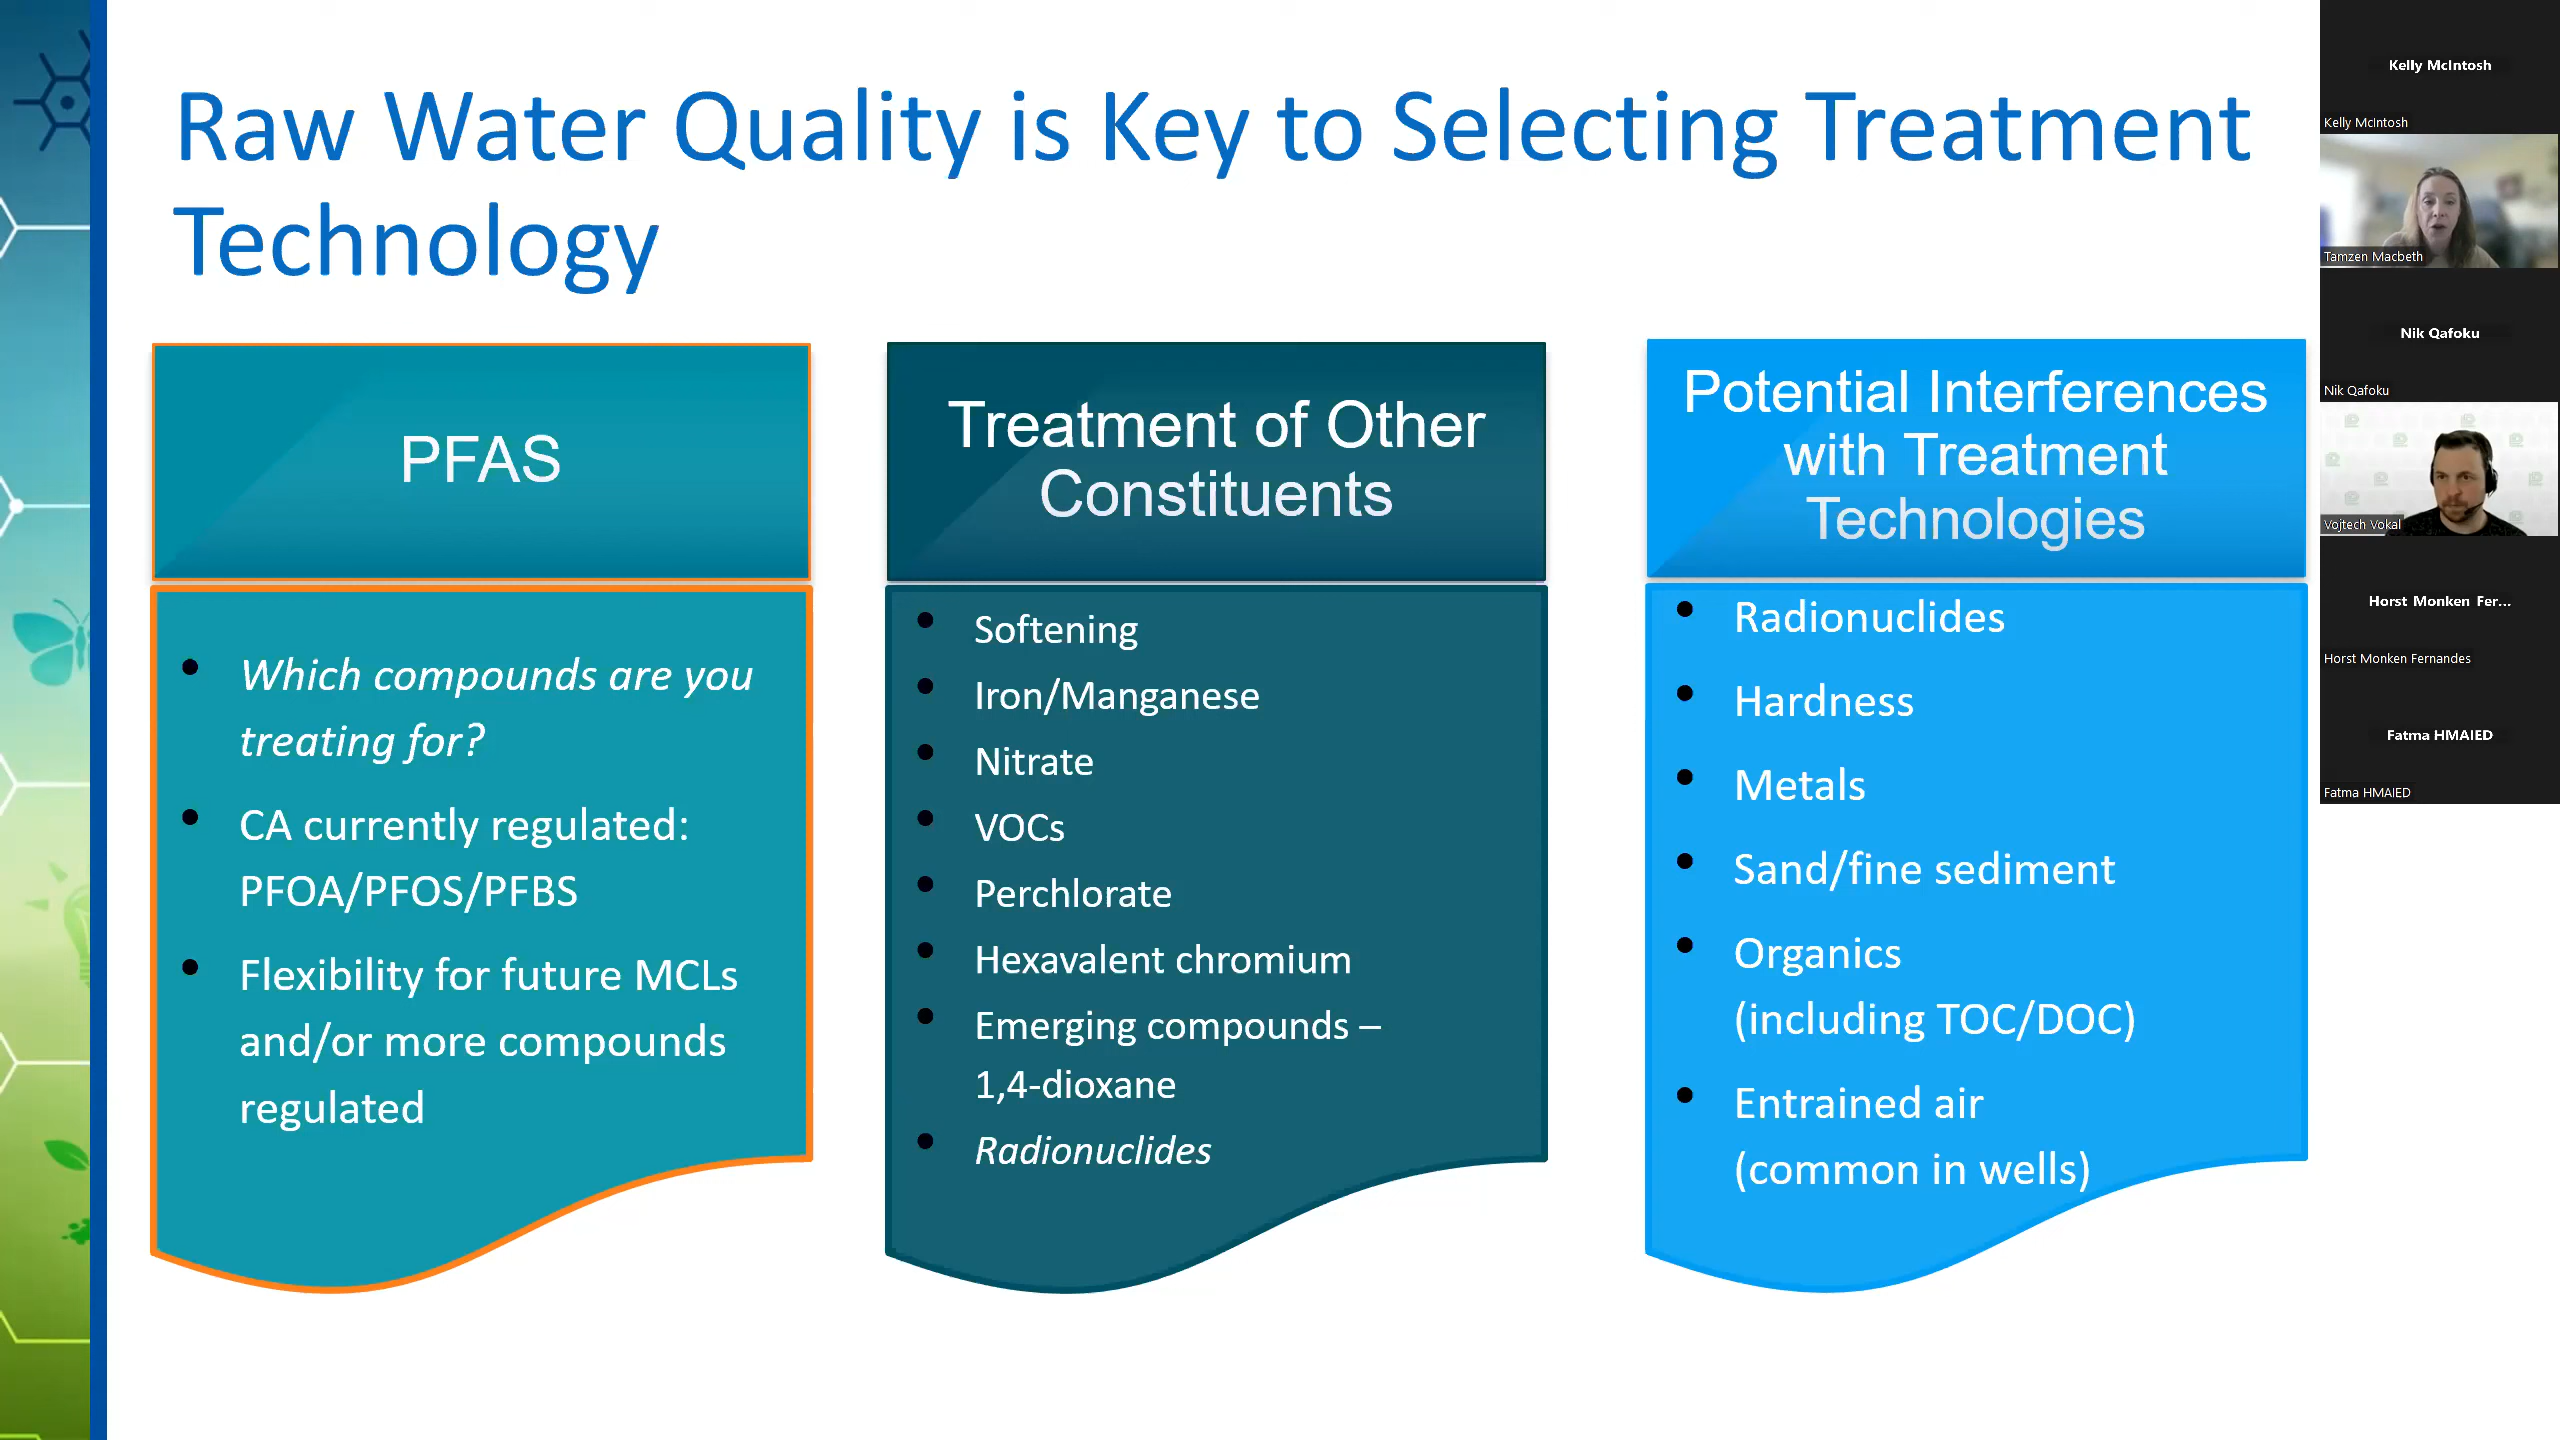 Raw Water Quality is Key to Selecting Treatment
Technology
PFAS
Which compounds are you
treating for?
CA currently regulated:
PFOA/PFOS/PFBS
Flexibility for future MCLs
and/or more compounds
regulated
Treatment of Other
Constituents
Softening
Iron/Manganese
Nitrate
VOCs
Perchlorate
Hexavalent chromium
Emerging compounds –
1,4-dioxane
Radionuclides
Potential Interferences
with Treatment
Technologies
Radionuclides
Hardness
Metals
Sand/fine sediment
Organics
(including TOC/DOC)
Entrained air
(common in wells)
Kelly McIntosh
Kelly McIntosh
Tamzen Macbeth
Nik Qafoku
Nik Qafoku
Vojtech Vokal
Horst Monken Fer...
Horst Monken Fernandes
Fatma HMAIED
Fatma HMAIED